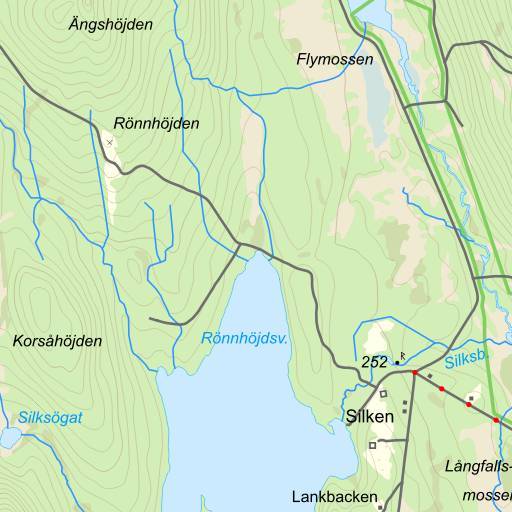 Ängshöjden
Flymossen
Rönnhöjden
Korsåhöjden
Rönnhöjdsv.
252
Silksb.
Silksögat
Silken
Långfalls-
mossen
Lankbacken